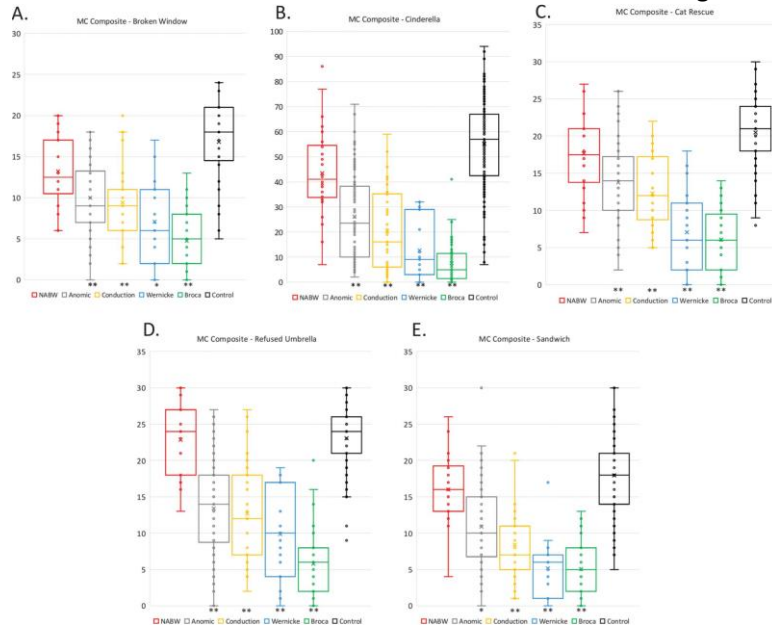 A.
MC Composite - Broken Window
30
25
20
15
10
5
0
** ** * **
NABW Anomic Conduction Wernicke Broca Control
B.
MC Composite - Cinderella
100
90
80
70
60
50
40
30
20
10
0
** ** ** **
NABW Anomic Conduction Wernicke Broca Control
C.
MC Composite - Cat Rescue
35
30
25
20
15
10
5
0
** ** ** **
NABW Anomic Conduction Wernicke Broca Control
D.
MC Composite - Refused Umbrella
35
30
25
20
15
10
5
0
** ** ** **
NABW Anomic Conduction Wernicke Broca Control
E.
MC Composite - Sandwich
35
30
25
20
15
10
5
0
* ** ** **
NABW Anomic Conduction Wernicke Broca Control